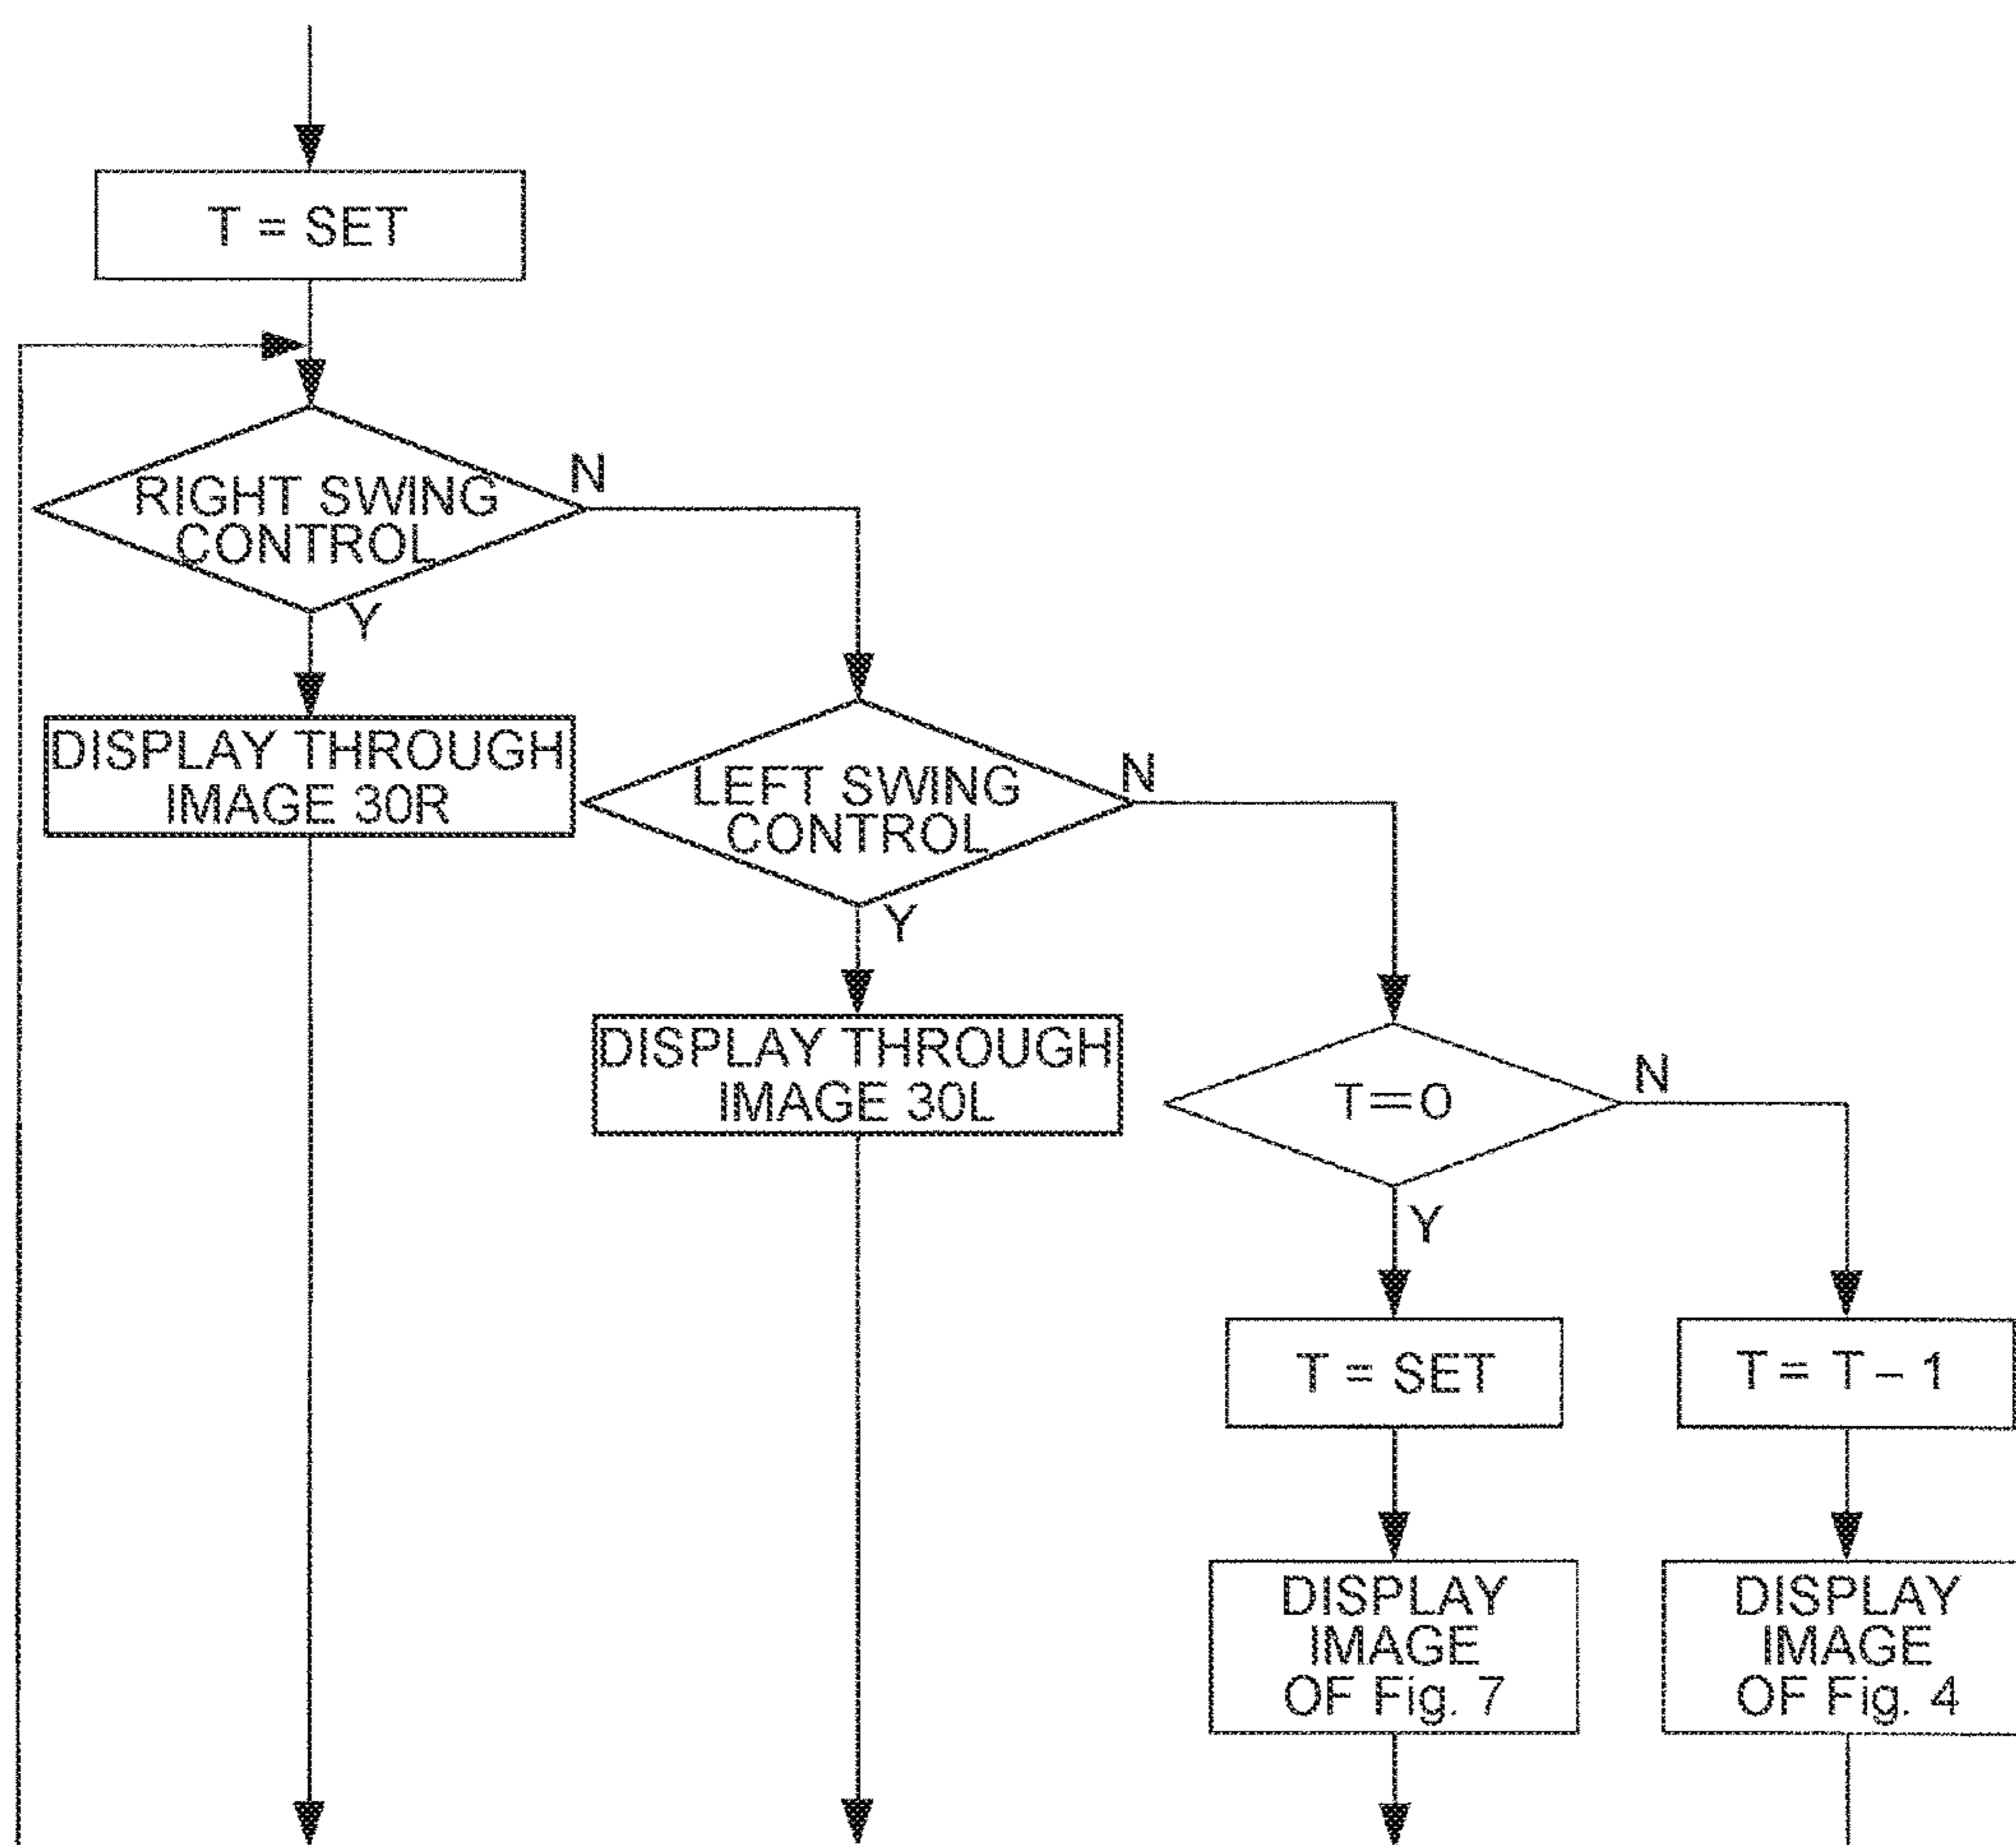 T = SET
RIGHT SWING
CONTROL
N
Y
DISPLAY THROUGH
IMAGE 30R
LEFT SWING
CONTROL
N
Y
DISPLAY THROUGH
IMAGE 30L
T=0
N
Y
T = SET
T = T – 1
DISPLAY
IMAGE
OF Fig. 7
DISPLAY
IMAGE
OF Fig. 4